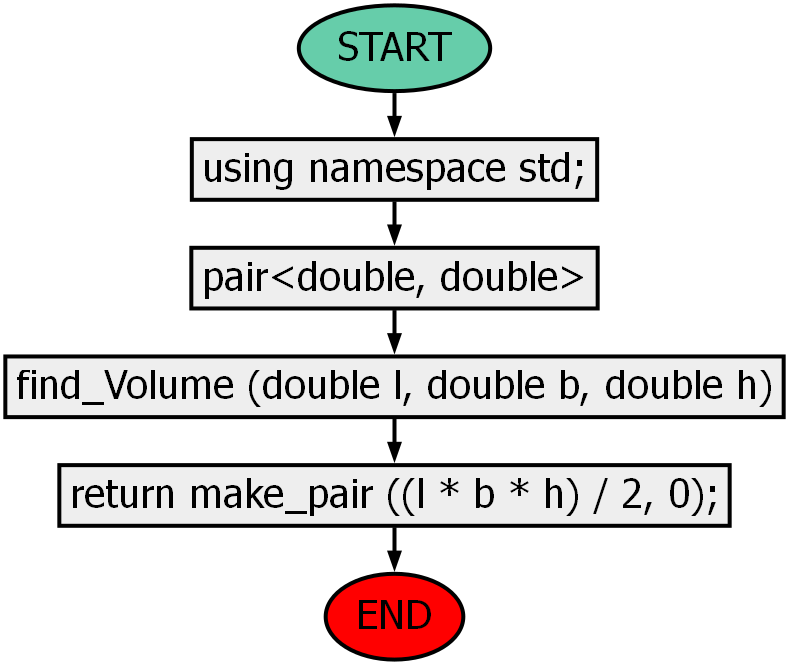 START
using namespace std;
pair<double, double>
find_Volume (double l, double b, double h)
return make_pair ((l * b * h) / 2, 0);
END